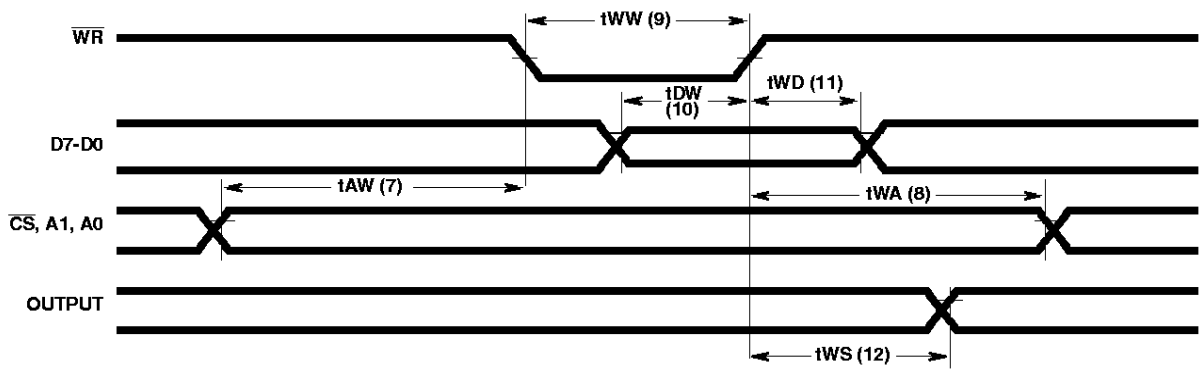 tWW (9)
WR
tDW
(10)
tWD (11)
D7-D0
tAW (7)
tWA (8)
CS, A1, A0
OUTPUT
tWS (12)